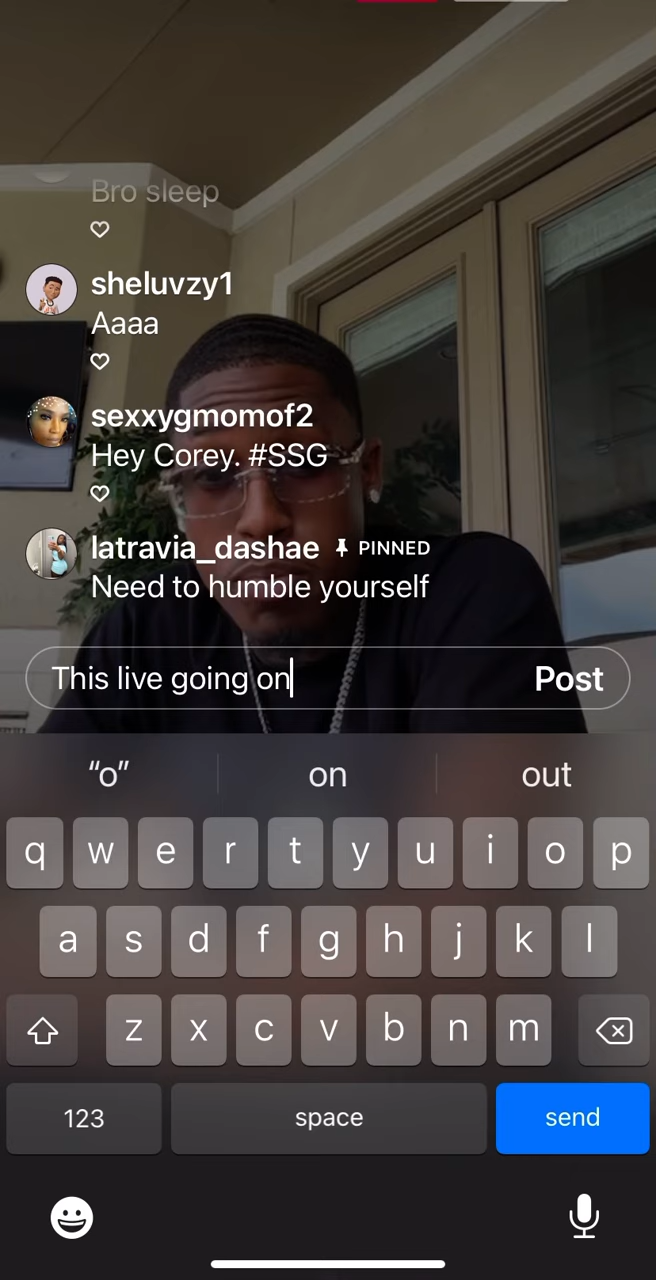 Bro sleep
sheluvzy1
Aaaa
sexxygmomof2
Hey Corey. #SSG
latravia_dashae PINNED
Need to humble yourself
This live going on Post
“o” on out
q w e r t y u i o p
a s d f g h j k l
z x c v b n m
123 space send